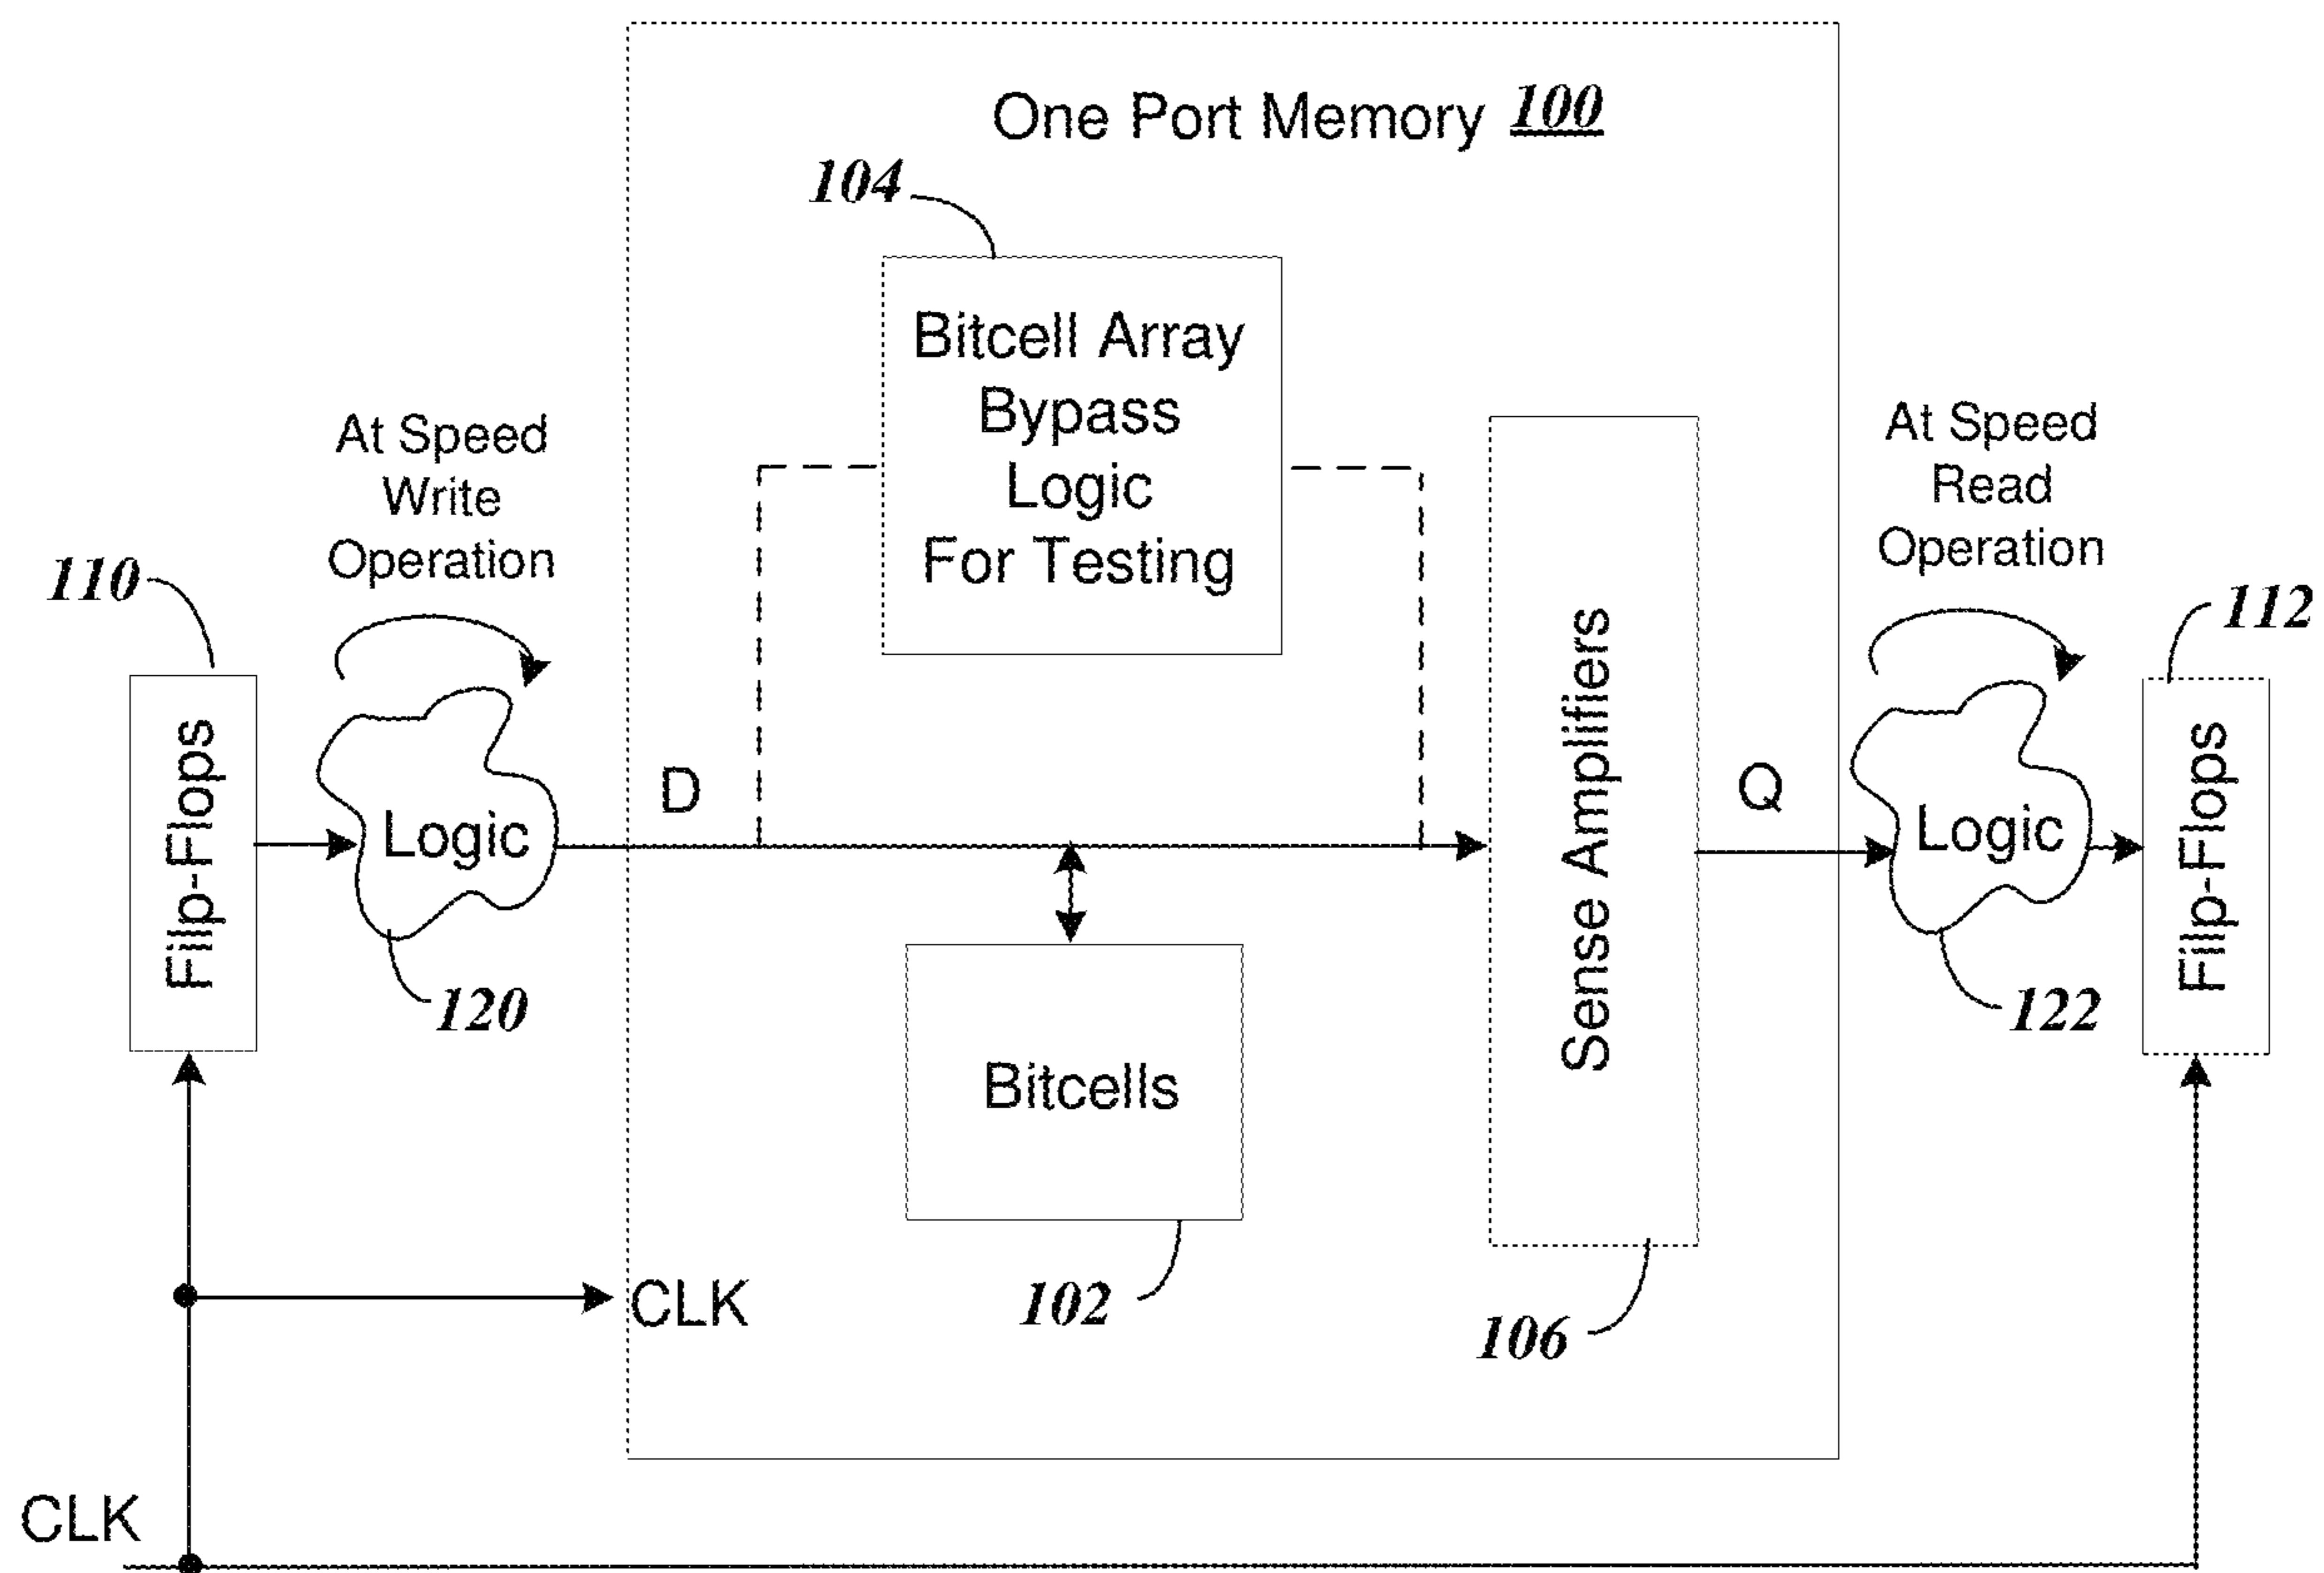 One Port Memory 100
104
Bitcell Array
Bypass
Logic
For Testing
At Speed
Write
Operation
At Speed
Read
Operation
110
112
Filp-Flops
Logic
D
Sense Amplifiers
Q
Logic
Filp-Flops
120
122
Bitcells
102
106
CLK
CLK